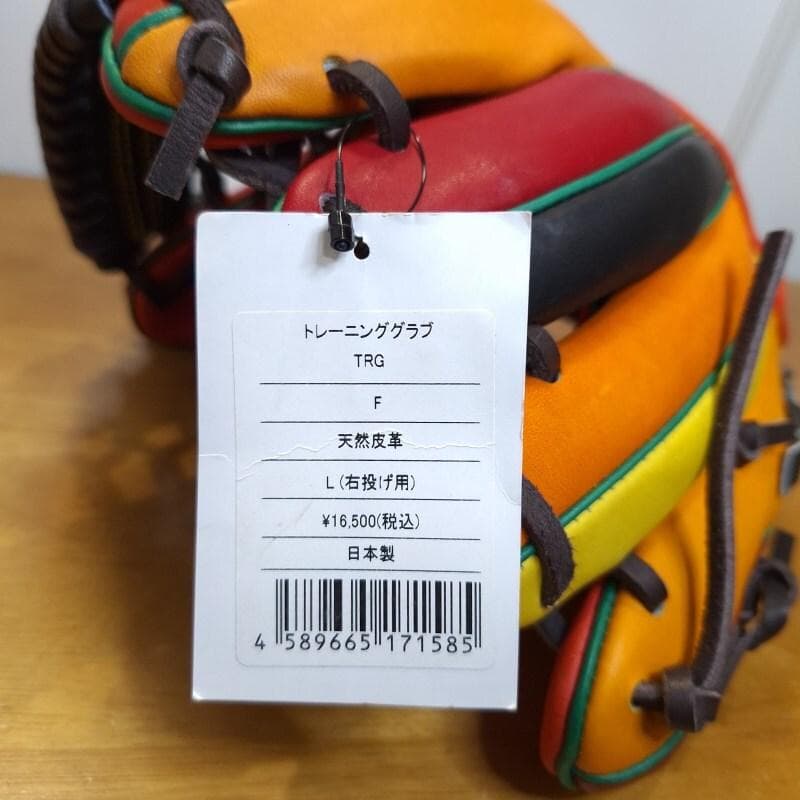 トレーニンググラブ
TRG
F
天然皮革
L(右投げ用)
¥16,500(税込)
日本製
4 589665 171585